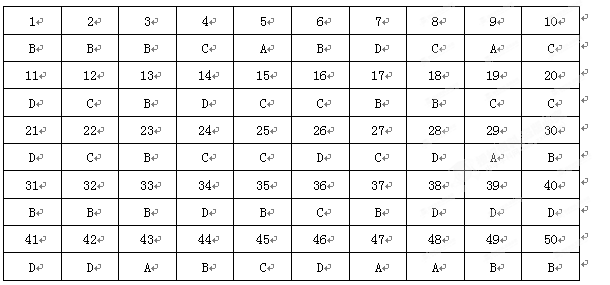 1 2 3 4 5 6 7 8 9 10
B B B C A B D C A C
11 12 13 14 15 16 17 18 19 20
D C B D C C B B C C
21 22 23 24 25 26 27 28 29 30
D C B C C D C D A B
31 32 33 34 35 36 37 38 39 40
B B B D B C B D D D
41 42 43 44 45 46 47 48 49 50
D D A B C D A A B B